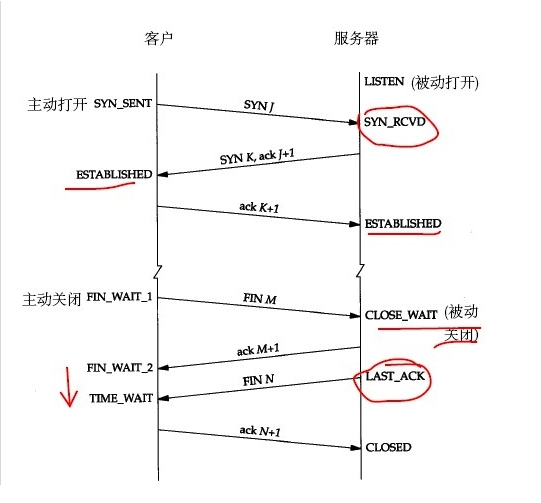 客户 服务器
LISTEN (被动打开)
主动打开 SYN_SENT SYN J SYN_RCVD
SYN K, ack J+1
ESTABLISHED
ack K+1 ESTABLISHED
主动关闭 FIN_WAIT_1 FIN M CLOSE_WAIT (被动
关闭)
ack M+1
FIN_WAIT_2 LAST_ACK
FIN N
TIME_WAIT
ack N+1 CLOSED